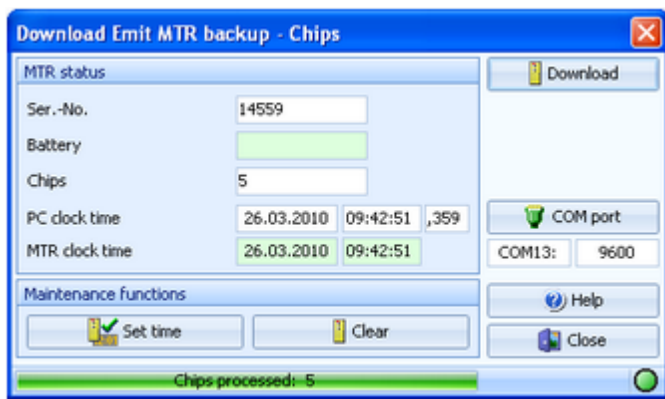 Download Emit MTR backup - Chips
MTR status
Download
Ser.-No. 14559
Battery
Chips 5
PC clock time 26.03.2010 09:42:51 ,359
COM port
MTR clock time 26.03.2010 09:42:51
COM13: 9600
Maintenance functions
Help
Set time Clear
Close
Chips processed: 5